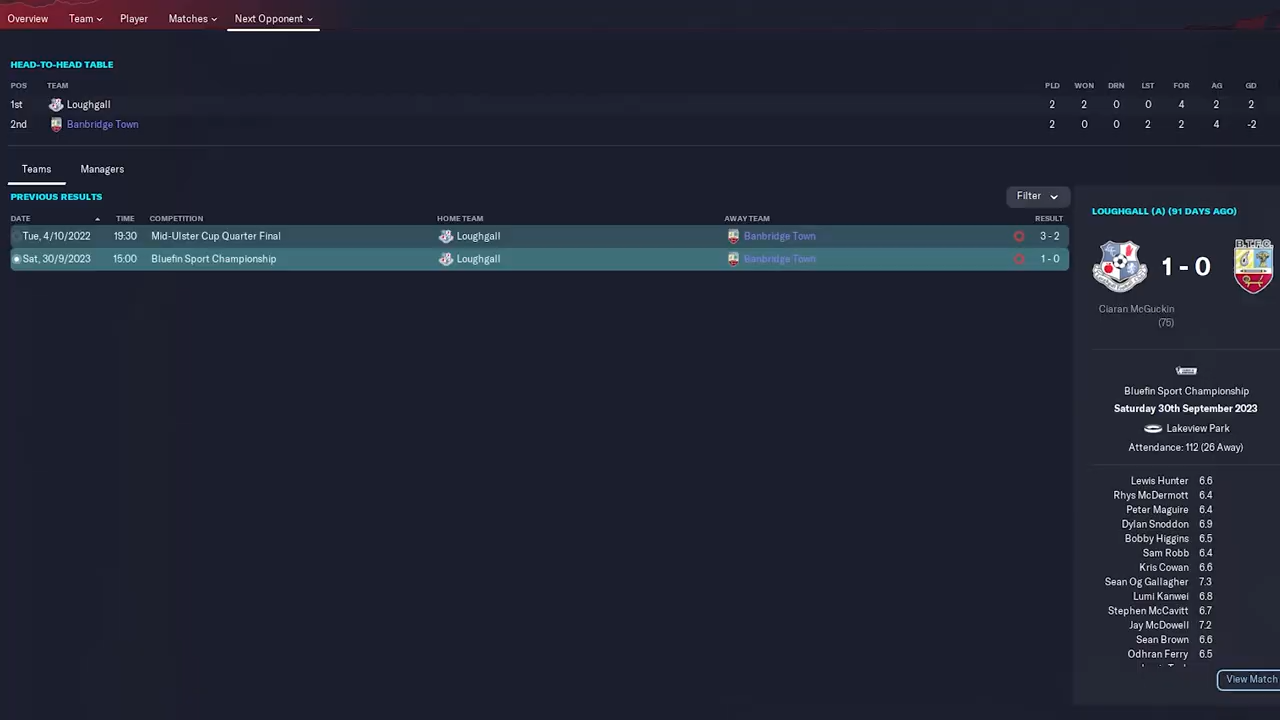 Overview Team Player Matches Next Opponent
HEAD-TO-HEAD TABLE
POS TEAM PLD WON DRN LST FOR AG GD
1st Loughgall 2 2 0 0 4 2 2
2nd Banbridge Town 2 0 0 2 2 4 -2
Teams Managers
PREVIOUS RESULTS
Filter
DATE TIME COMPETITION HOME TEAM AWAY TEAM RESULT
Tue, 4/10/2022 19:30 Mid-Ulster Cup Quarter Final Loughgall Banbridge Town 3 - 2
Sat, 30/9/2023 15:00 Bluefin Sport Championship Loughgall Banbridge Town 1 - 0
LOUGHGALL (A) (91 DAYS AGO)
B.T.F.C.
1 - 0
Ciaran McGuckin
(75)
Bluefin Sport Championship
Saturday 30th September 2023
Lakeview Park
Attendance: 112 (26 Away)
Lewis Hunter 6.6
Rhys McDermott 6.4
Peter Maguire 6.4
Dylan Snoddon 6.9
Bobby Higgins 6.5
Sam Robb 6.4
Kris Cowan 6.6
Sean Og Gallagher 7.3
Lumi Kanwei 6.8
Stephen McCavitt 6.7
Jay McDowell 7.2
Sean Brown 6.6
Odhran Ferry 6.5
View Match